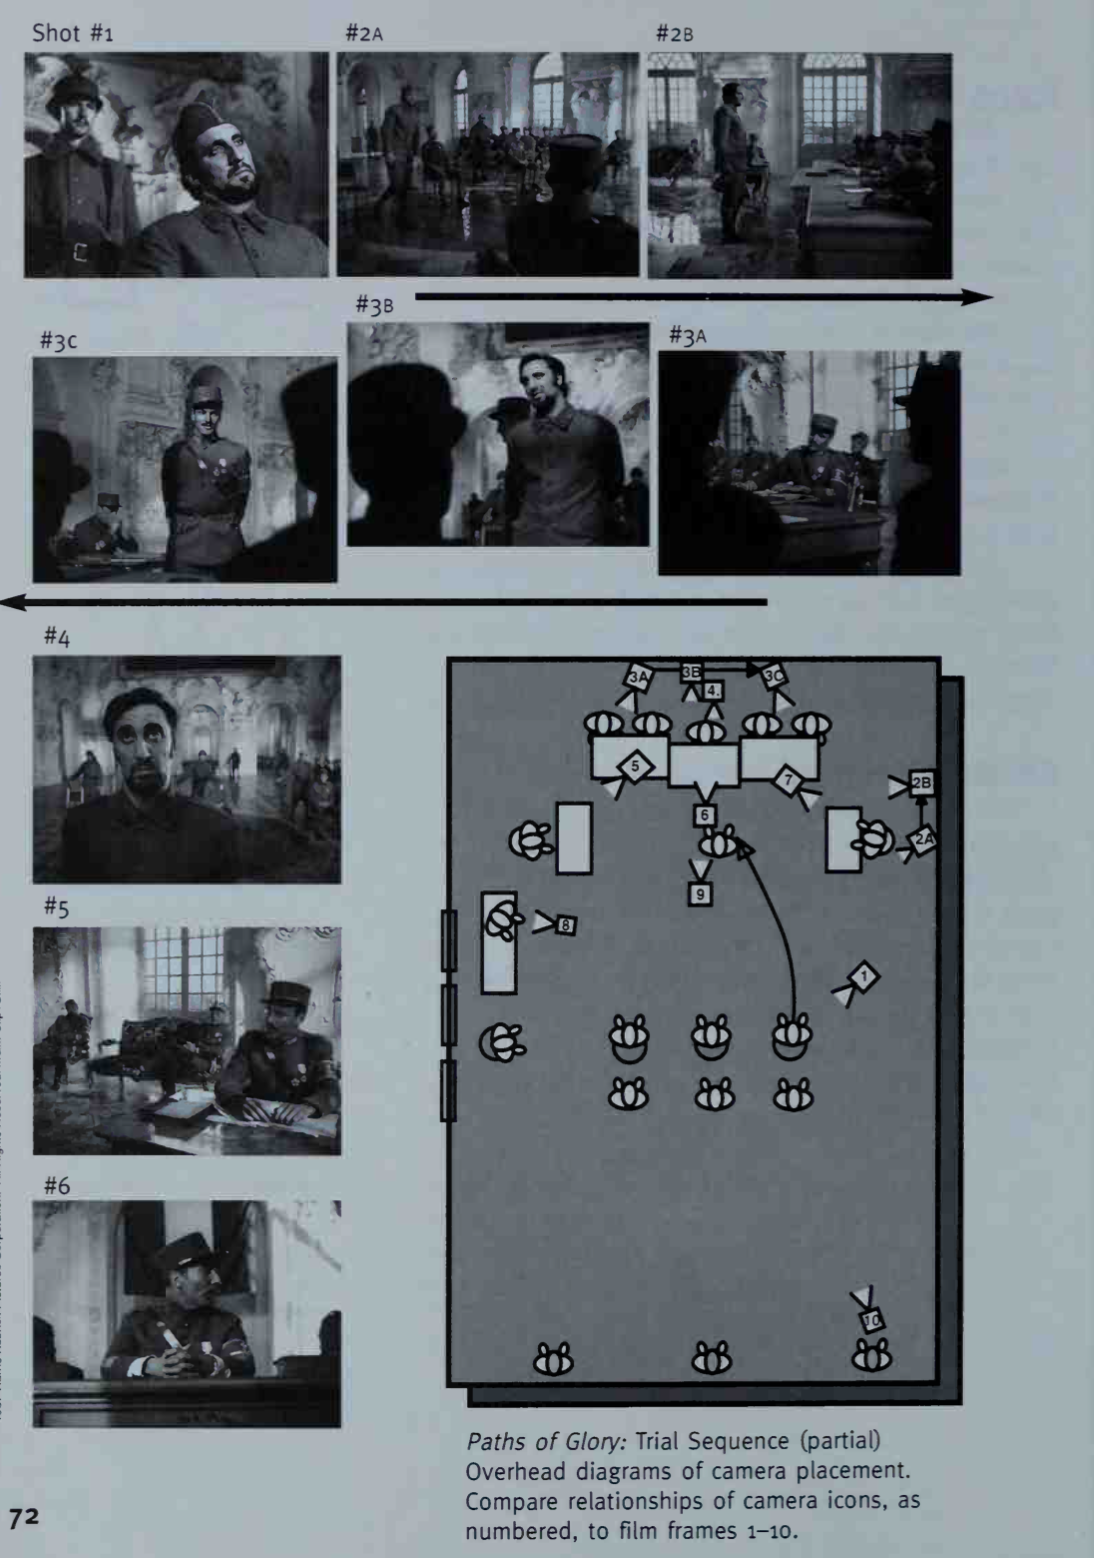 Shot #1
#2A
#2B
#3C
#3B
#3A
#4
#5
#6
3A
3B
3C
4.
5
7
2B
6
2A
9
8
1
10
Paths of Glory: Trial Sequence (partial)
Overhead diagrams of camera placement.
Compare relationships of camera icons, as
numbered, to film frames 1–10.
72